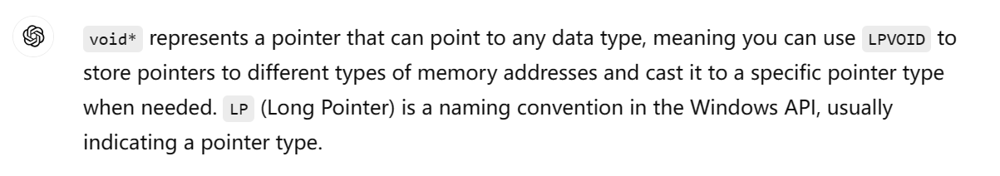 void* represents a pointer that can point to any data type, meaning you can use LPVOID to
store pointers to different types of memory addresses and cast it to a specific pointer type
when needed. LP (Long Pointer) is a naming convention in the Windows API, usually
indicating a pointer type.